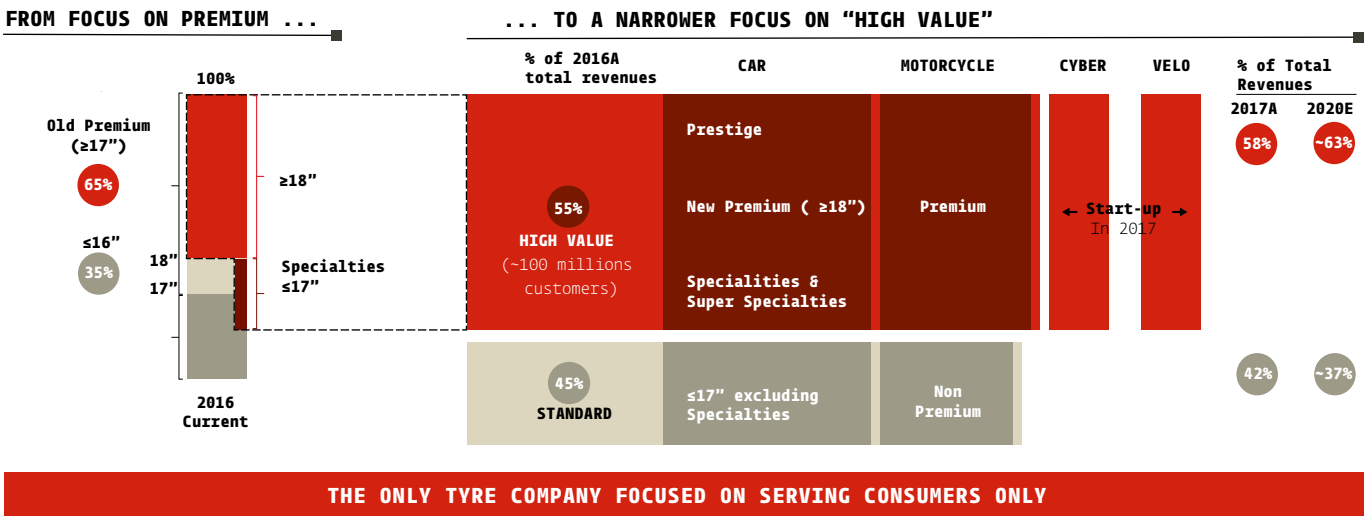 FROM FOCUS ON PREMIUM ...
... TO A NARROWER FOCUS ON “HIGH VALUE”
100%
Old Premium
(≥17”)
65%
≤16”
35%
18”
17”
≥18”
Specialties
≤17”
2016
Current
% of 2016A
total revenues
CAR
MOTORCYCLE
CYBER
VELO
% of Total
Revenues
2017A
2020E
55%
HIGH VALUE
(~100 millions
customers)
Prestige
New Premium ( ≥18”)
Specialities &
Super Specialties
Premium
Start-up
In 2017
58%
~63%
45%
STANDARD
≤17” excluding
Specialties
Non
Premium
42%
~37%
THE ONLY TYRE COMPANY FOCUSED ON SERVING CONSUMERS ONLY